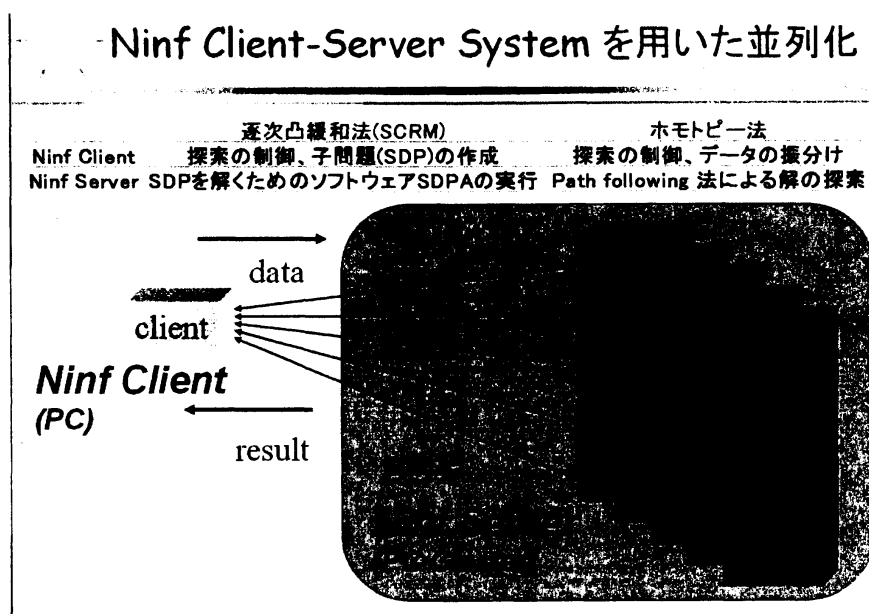 Ninf Client-Server System を用いた並列化
逐次凸緩和法(SCRM) ホモトピー法
Ninf Client 探索の制御、子問題(SDP)の作成 探索の制御、データの振分け
Ninf Server SDPを解くためのソフトウェアSDPAの実行 Path following 法による解の探索
data
client
Ninf Client
(PC)
result